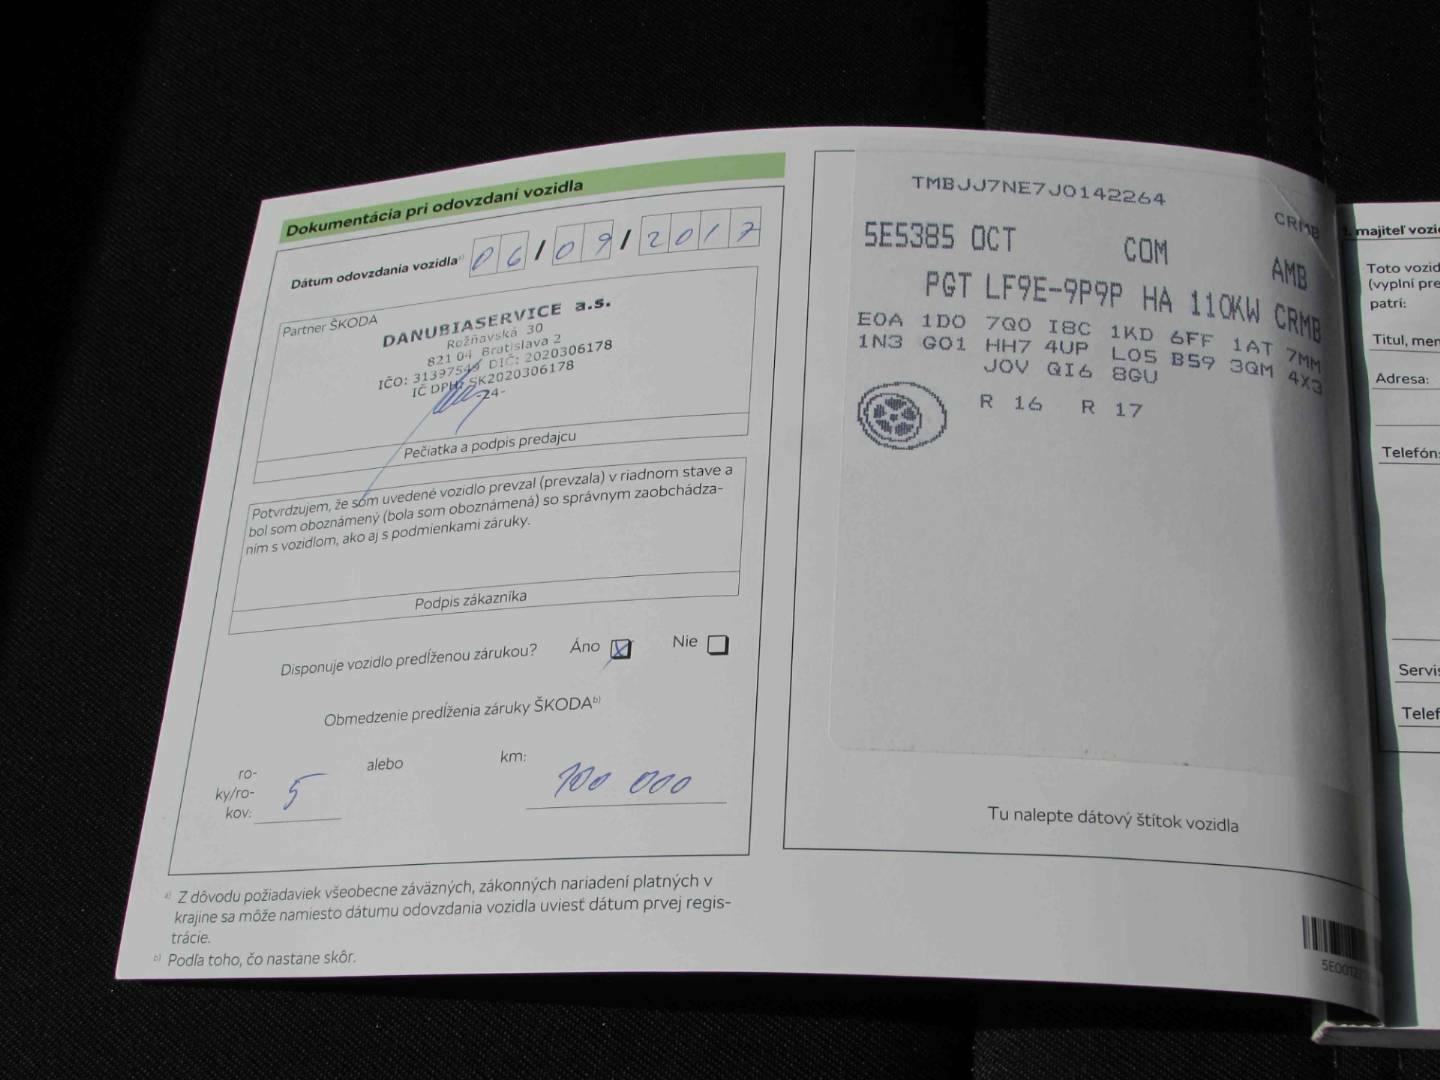 Dokumentácia pri odovzdaní vozidla
Dátum odovzdania vozidla a) 06/09/2017
Partner ŠKODA
DANUBIASERVICE a.s.
Rožňavská 30
821 04 Bratislava 2
IČO: DIČ: 2020306178
IČ DPH: SK2020306178
-24-
Pečiatka a podpis predajcu
Potvrdzujem, že som uvedené vozidlo prevzal (prevzala) v riadnom stave a
bol som oboznámený (bola som oboznámená) so správnym zaobchádza-
ním s vozidlom, ako aj s podmienkami záruky.
Podpis zákazníka
Disponuje vozidlo predĺženou zárukou? Áno Nie
Obmedzenie predĺženia záruky ŠKODA b)
ro-
ky/ro-
kov: 5 alebo km: 100 000
a) Z dôvodu požiadaviek všeobecne záväzných, zákonných nariadení platných v
krajine sa môže namiesto dátumu odovzdania vozidla uviesť dátum prvej regis-
trácie.
b) Podľa toho, čo nastane skôr.
TMBJJ7NE7J0142264
CRMB
5E5385 OCT COM AMB
PGT LF9E-9P9P HA 110KW CRMB
E0A 1D0 7Q0 I8C 1KD 6FF 1AT 7MM
1N3 G01 HH7 4UP L05 B59 3QM 4X3
J0V QI6 8GU
R 16 R 17
Tu nalepte dátový štítok vozidla
majiteľ
Toto
(vyplní
patrí:
Titul,
Adresa:
Telefón: